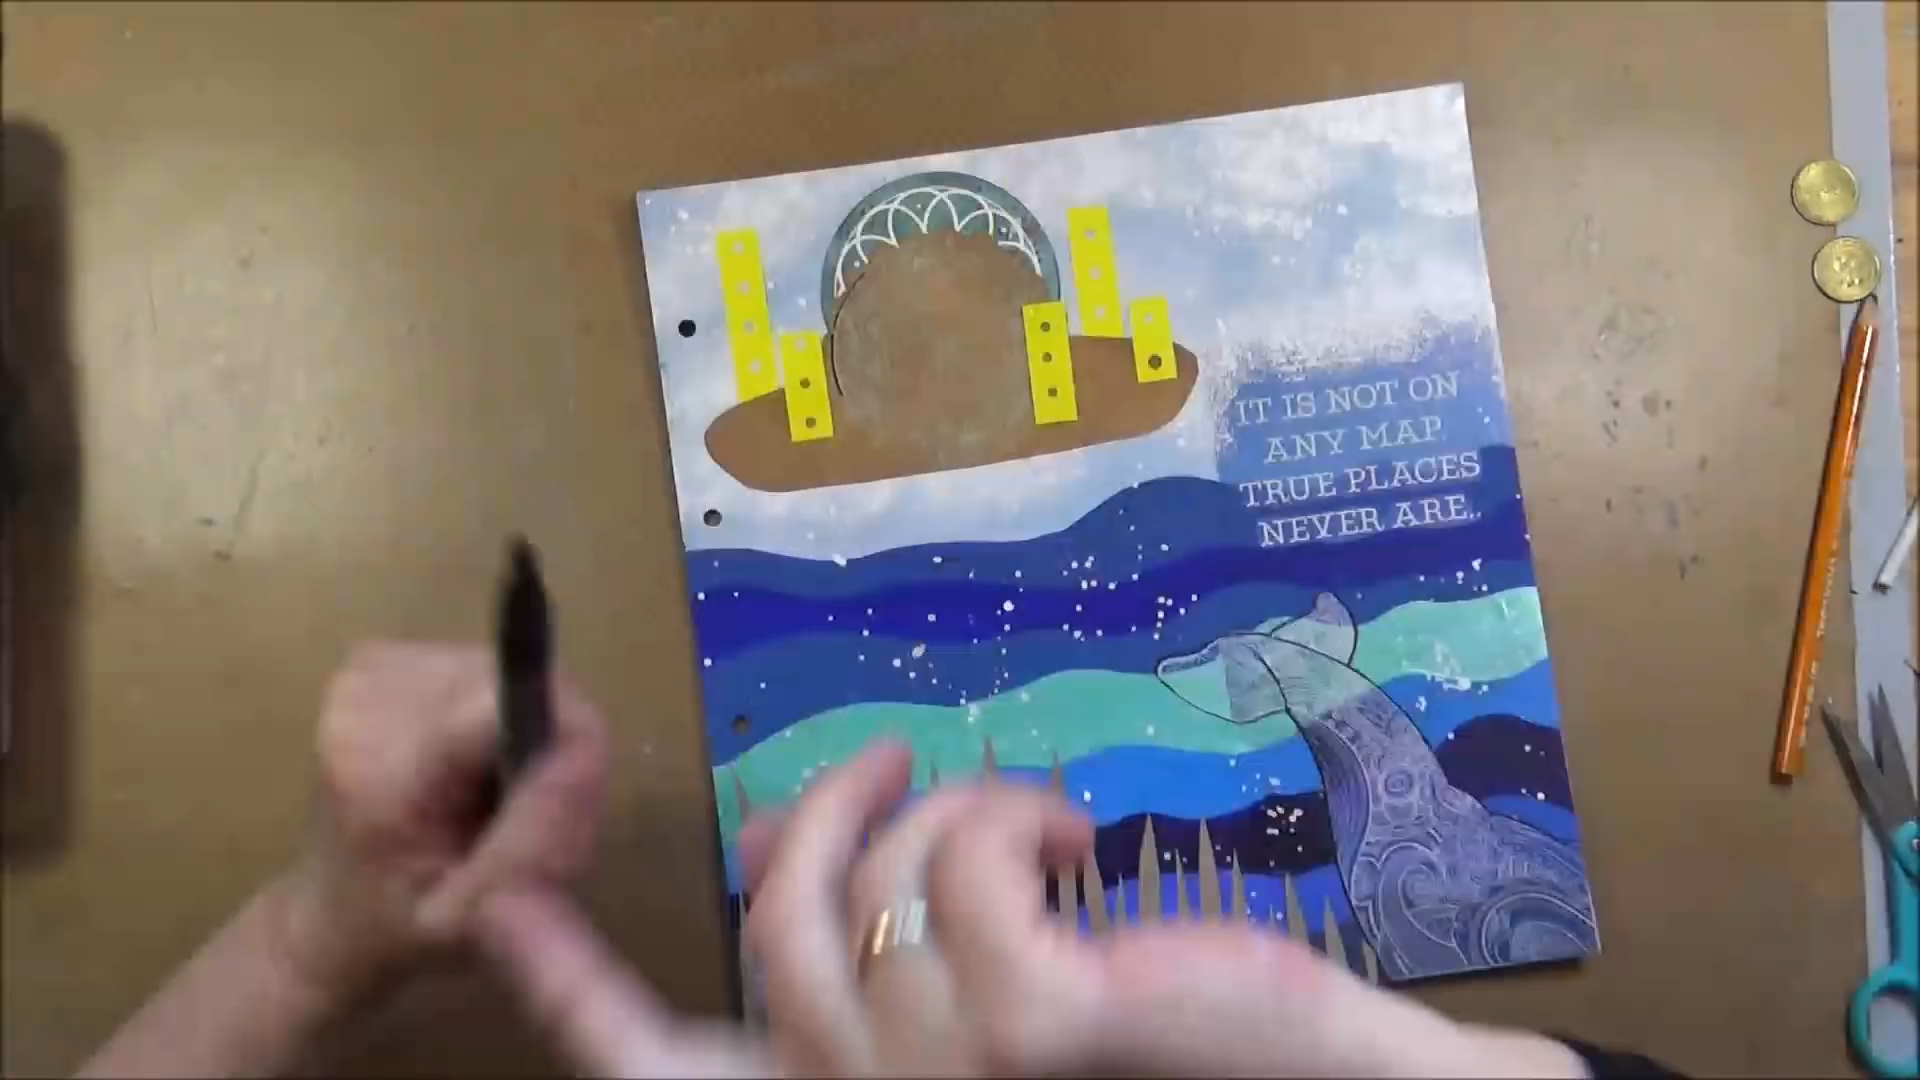 IT IS NOT ON
ANY MAP.
TRUE PLACES
NEVER ARE..